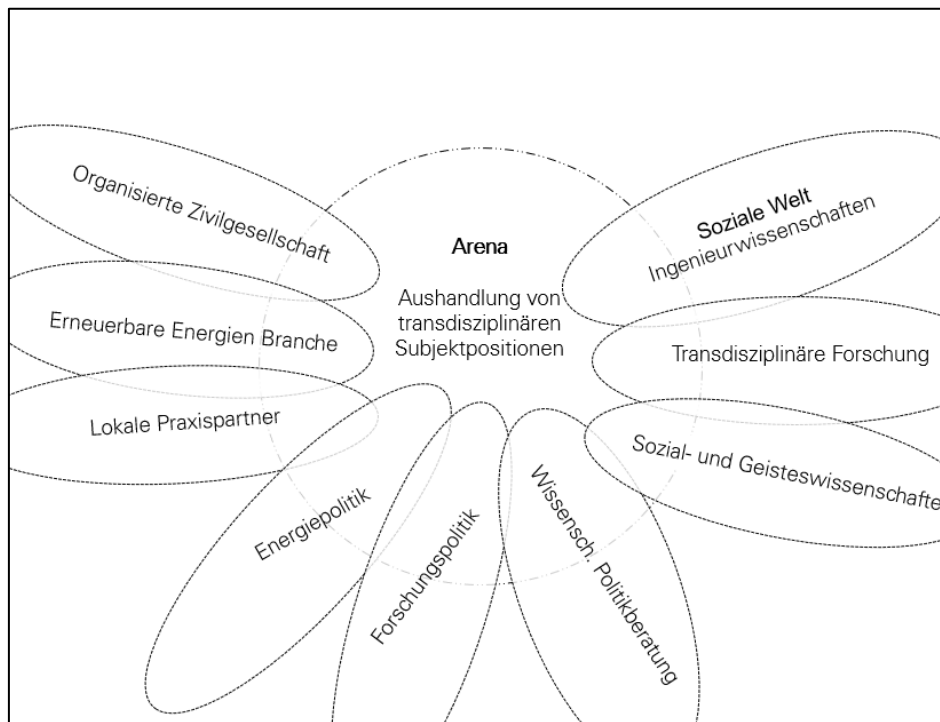 Organisierte Zivilgesellschaft
Erneuerbare Energien Branche
Lokale Praxispartner
Energiepolitik
Forschungspolitik
Wissensch. Politikberatung
Arena
Aushandlung von
transdisziplinären
Subjektpositionen
Soziale Welt
Ingenieurwissenschaften
Transdisziplinäre Forschung
Sozial- und Geisteswissenschafte